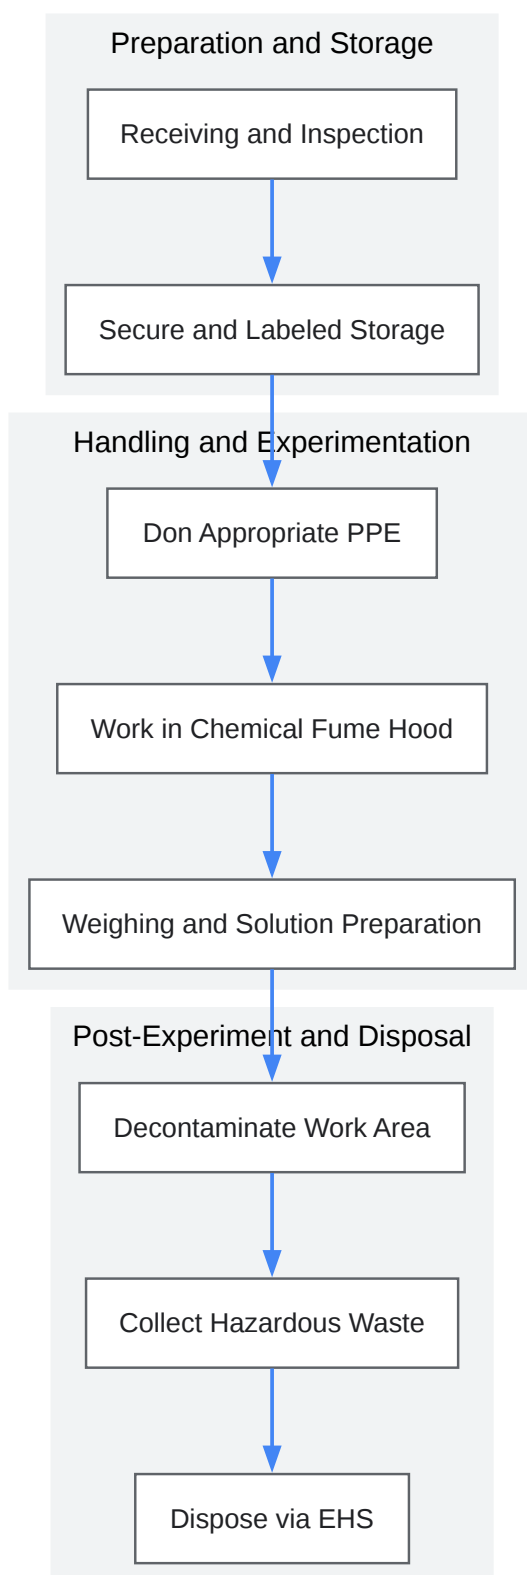 Preparation and Storage
Receiving and Inspection
Secure and Labeled Storage
Handling and Experimentation
Don Appropriate PPE
Work in Chemical Fume Hood
Weighing and Solution Preparation
Post-Experiment and Disposal
Decontaminate Work Area
Collect Hazardous Waste
Dispose via EHS